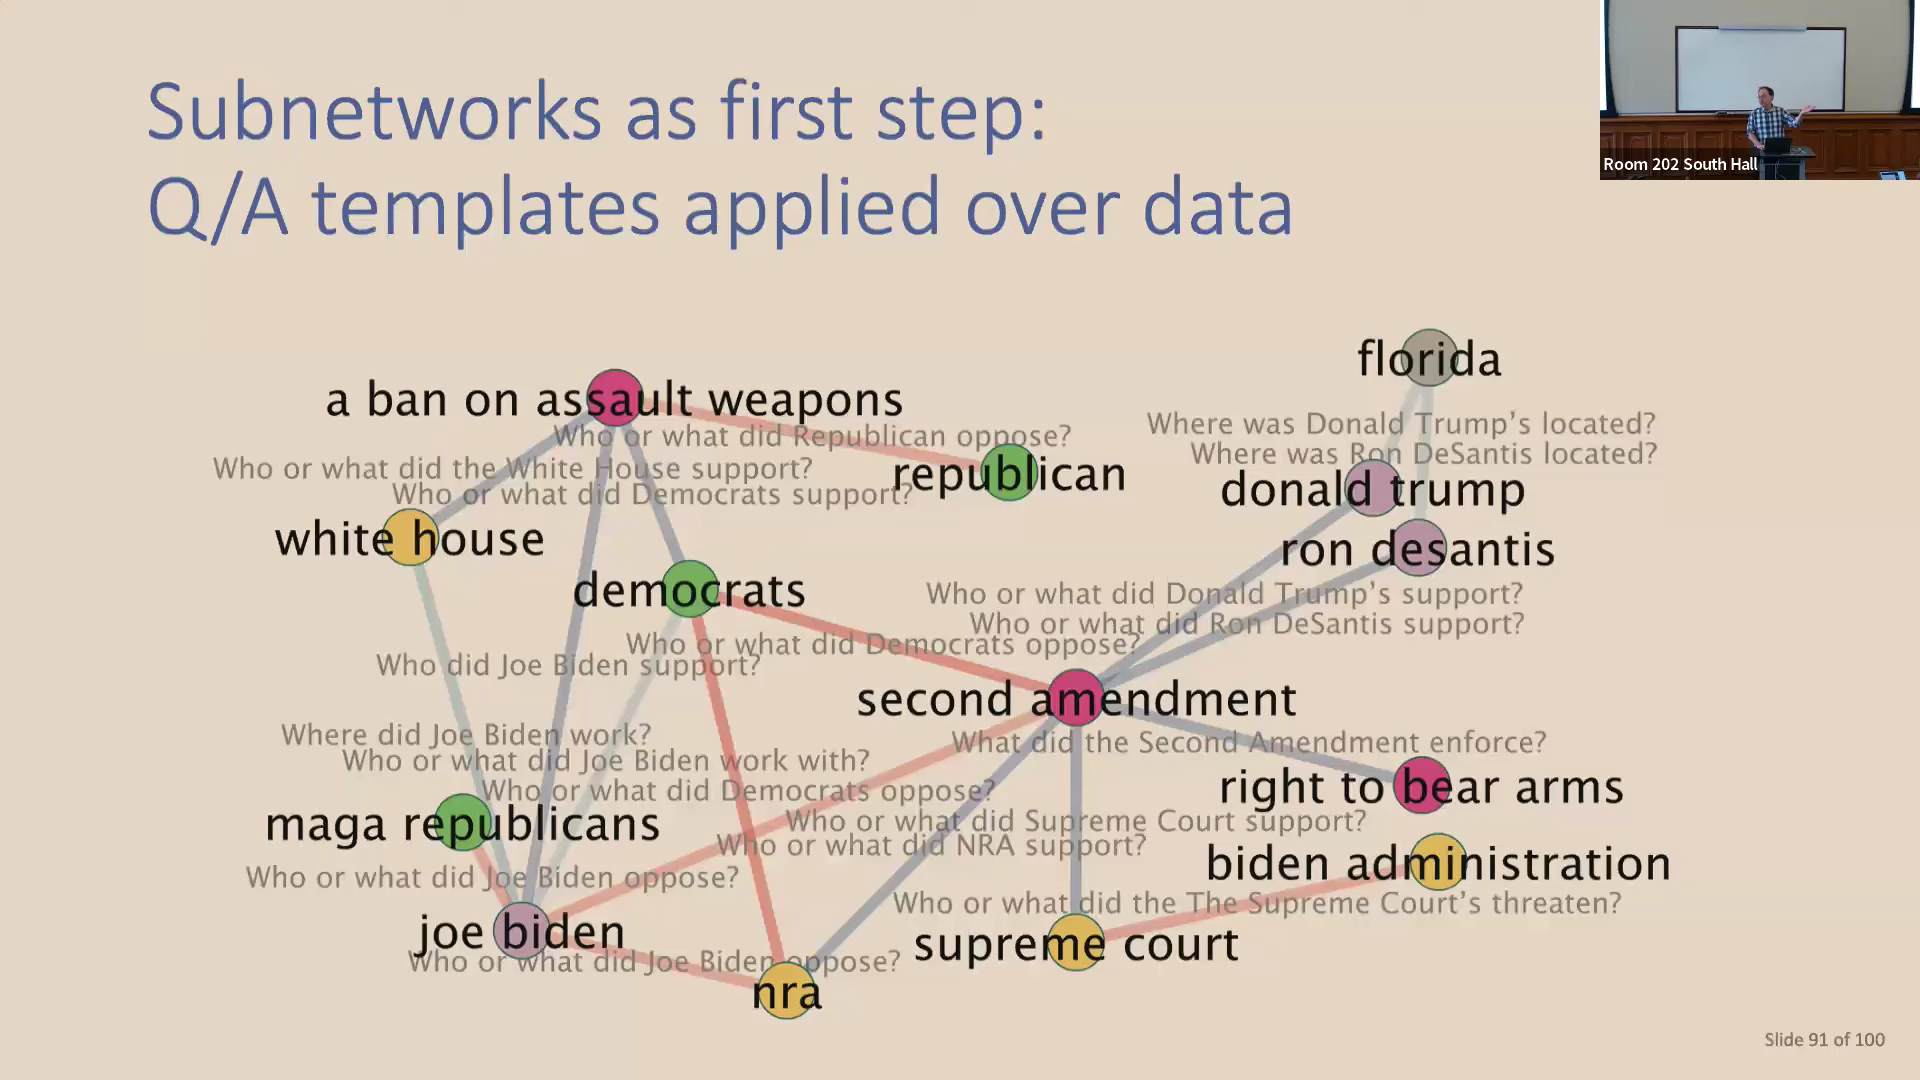 Subnetworks as first step:
Q/A templates applied over data
Room 202 South Hall
florida
a ban on assault weapons
Where was Donald Trump's located?
Who or what did Republican oppose?
Where was Ron DeSantis located?
Who or what did the White House support?
republican
donald trump
Who or what did Democrats support?
white house
ron desantis
democrats
Who or what did Donald Trump's support?
Who or what did Ron DeSantis support?
Who or what did Democrats oppose?
Who did Joe Biden support?
second amendment
Where did Joe Biden work?
What did the Second Amendment enforce?
Who or what did Joe Biden work with?
Who or what did Democrats oppose?
right to bear arms
maga republicans
Who or what did Supreme Court support?
Who or what did NRA support?
biden administration
Who or what did Joe Biden oppose?
Who or what did the The Supreme Court's threaten?
joe biden
supreme court
Who or what did Joe Biden oppose?
nra
Slide 91 of 100